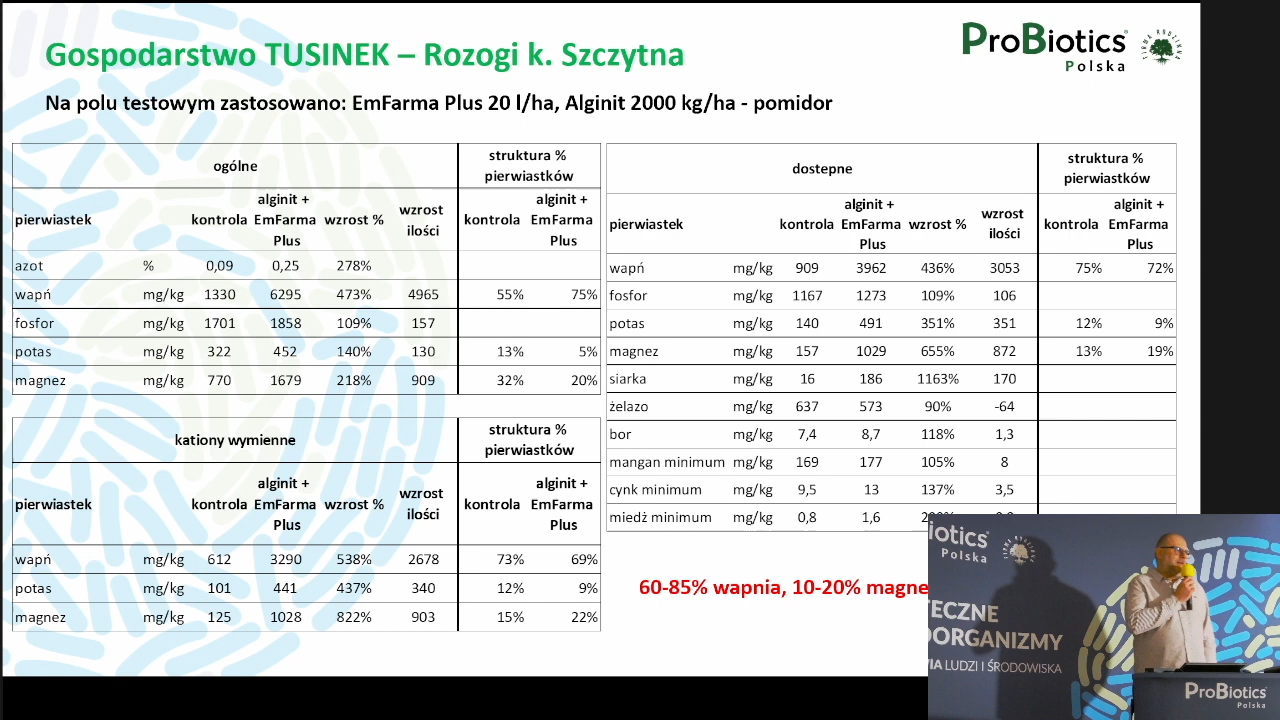 Gospodarstwo TUSINEK – Rozogi k. Szczytna
ProBiotics
Polska
Na polu testowym zastosowano: EmFarma Plus 20 l/ha, Alginit 2000 kg/ha - pomidor
ogólne struktura % pierwiastków
pierwiastek kontrola alginit + EmFarma Plus wzrost % wzrost ilości kontrola alginit + EmFarma Plus
azot % 0,09 0,25 278%
wapń mg/kg 1330 6295 473% 4965 55% 75%
fosfor mg/kg 1701 1858 109% 157
potas mg/kg 322 452 140% 130 13% 5%
magnez mg/kg 770 1679 218% 909 32% 20%
kationy wymienne struktura % pierwiastków
pierwiastek kontrola alginit + EmFarma Plus wzrost % wzrost ilości kontrola alginit + EmFarma Plus
wapń mg/kg 612 3290 538% 2678 73% 69%
potas mg/kg 101 441 437% 340 12% 9%
magnez mg/kg 125 1028 822% 903 15% 22%
dostepne struktura % pierwiastków
pierwiastek kontrola alginit + EmFarma Plus wzrost % wzrost ilości kontrola alginit + EmFarma Plus
wapń mg/kg 909 3962 436% 3053 75% 72%
fosfor mg/kg 1167 1273 109% 106
potas mg/kg 140 491 351% 351 12% 9%
magnez mg/kg 157 1029 655% 872 13% 19%
siarka mg/kg 16 186 1163% 170
żelazo mg/kg 637 573 90% -64
bor mg/kg 7,4 8,7 118% 1,3
mangan minimum mg/kg 169 177 105% 8
cynk minimum mg/kg 9,5 13 137% 3,5
miedż minimum mg/kg 0,8 1,6
60-85% wapnia, 10-20% magne
iotics
Polska
TECZNE
OORGANIZMY
WIA LUDZI I ŚRODOWISKA
ProBiotics
Polska